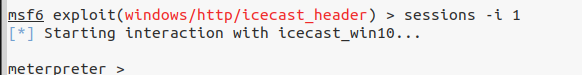 msf6 exploit(windows/http/icecast_header) > sessions -i 1
[*] Starting interaction with icecast_win10...
meterpreter >